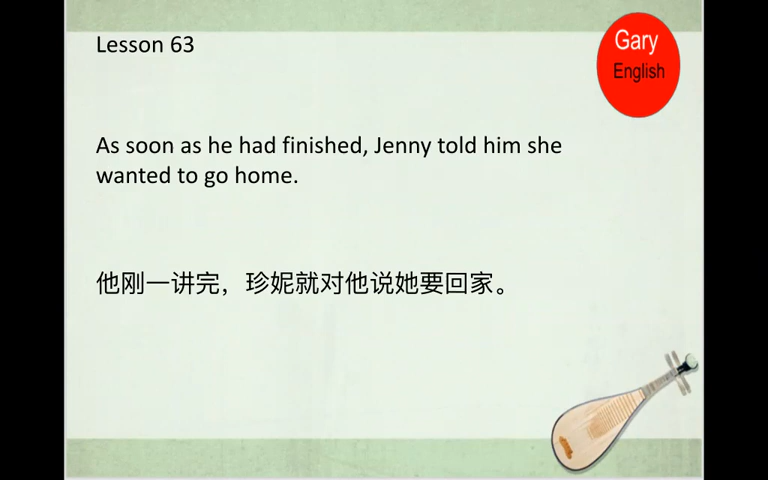 Lesson 63
Gary
English
As soon as he had finished, Jenny told him she
wanted to go home.
他刚一讲完，珍妮就对他说她要回家。